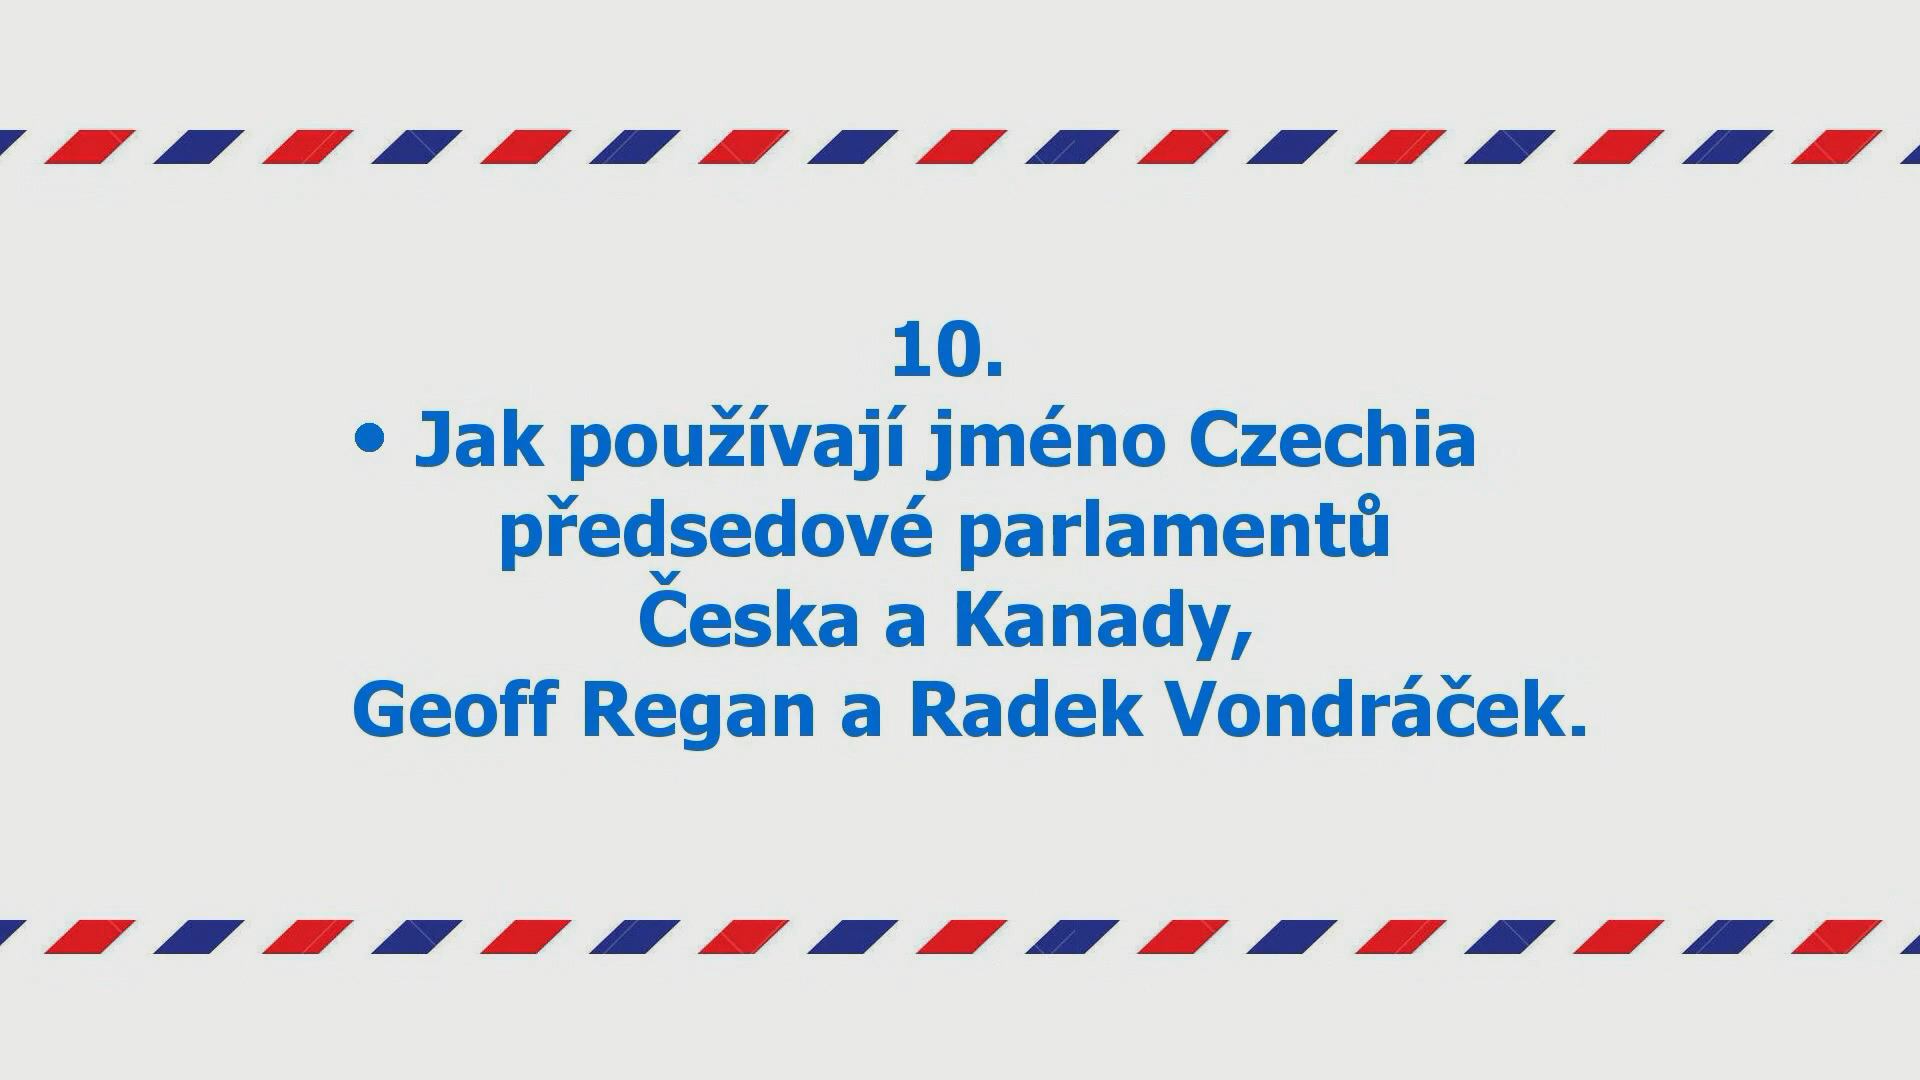 10.
• Jak používají jméno Czechia
předsedové parlamentů
Česka a Kanady,
Geoff Regan a Radek Vondráček.